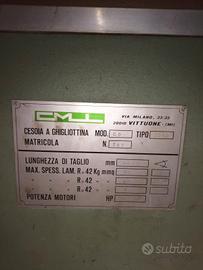 CMU
VIA MILANO, 23-25
20010 VITTUONE - (MI)
CESOIA A GHIGLIOTTINA MOD. TIPO
MATRICOLA N.
LUNGHEZZA DI TAGLIO mm
MAX. SPESS. LAM. R= 42 Kg mmq
" " " R= 42 "
" " " R= 42 "
POTENZA MOTORI HP
subito